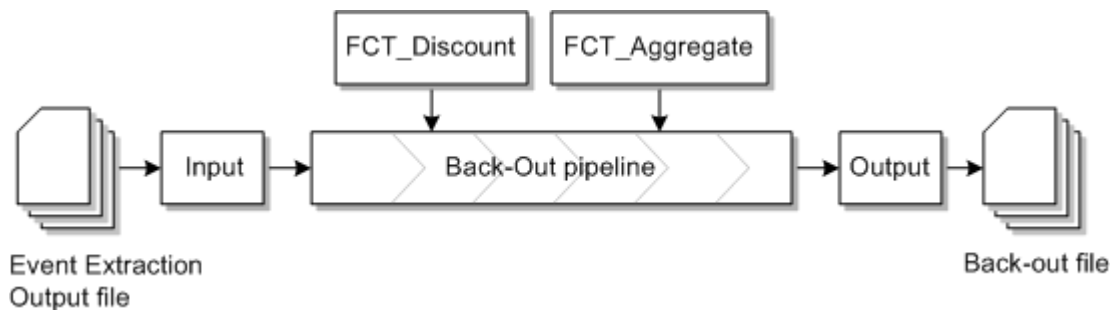 FCT_Discount
FCT_Aggregate
Input
Back-Out pipeline
Output
Event Extraction
Output file
Back-out file